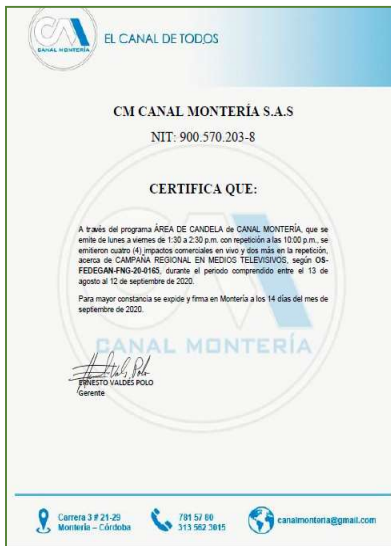 CM
CANAL MONTERÍA
EL CANAL DE TODOS
CM CANAL MONTERÍA S.A.S
NIT: 900.570.203-8
CERTIFICA QUE:
A través del programa ÁREA DE CANDELA de CANAL MONTERÍA, que se
emite de lunes a viernes de 1:30 a 2:30 p.m. con repetición a las 10:00 p.m., se
emitieron cuatro (4) impactos comerciales en vivo y dos más en la repetición,
acerca de CAMPAÑA REGIONAL EN MEDIOS TELEVISIVOS, según OS-
FEDEGAN-FNG-20-0165, durante el periodo comprendido entre el 13 de
agosto al 12 de septiembre de 2020.
Para mayor constancia se expide y firma en Montería a los 14 días del mes de
septiembre de 2020.
CANAL MONTERÍA
ERNESTO VALDÉS POLO
Gerente
Carrera 3 # 21-29
Montería – Córdoba
781 57 80
313 562 3015
canalmonteria@gmail.com